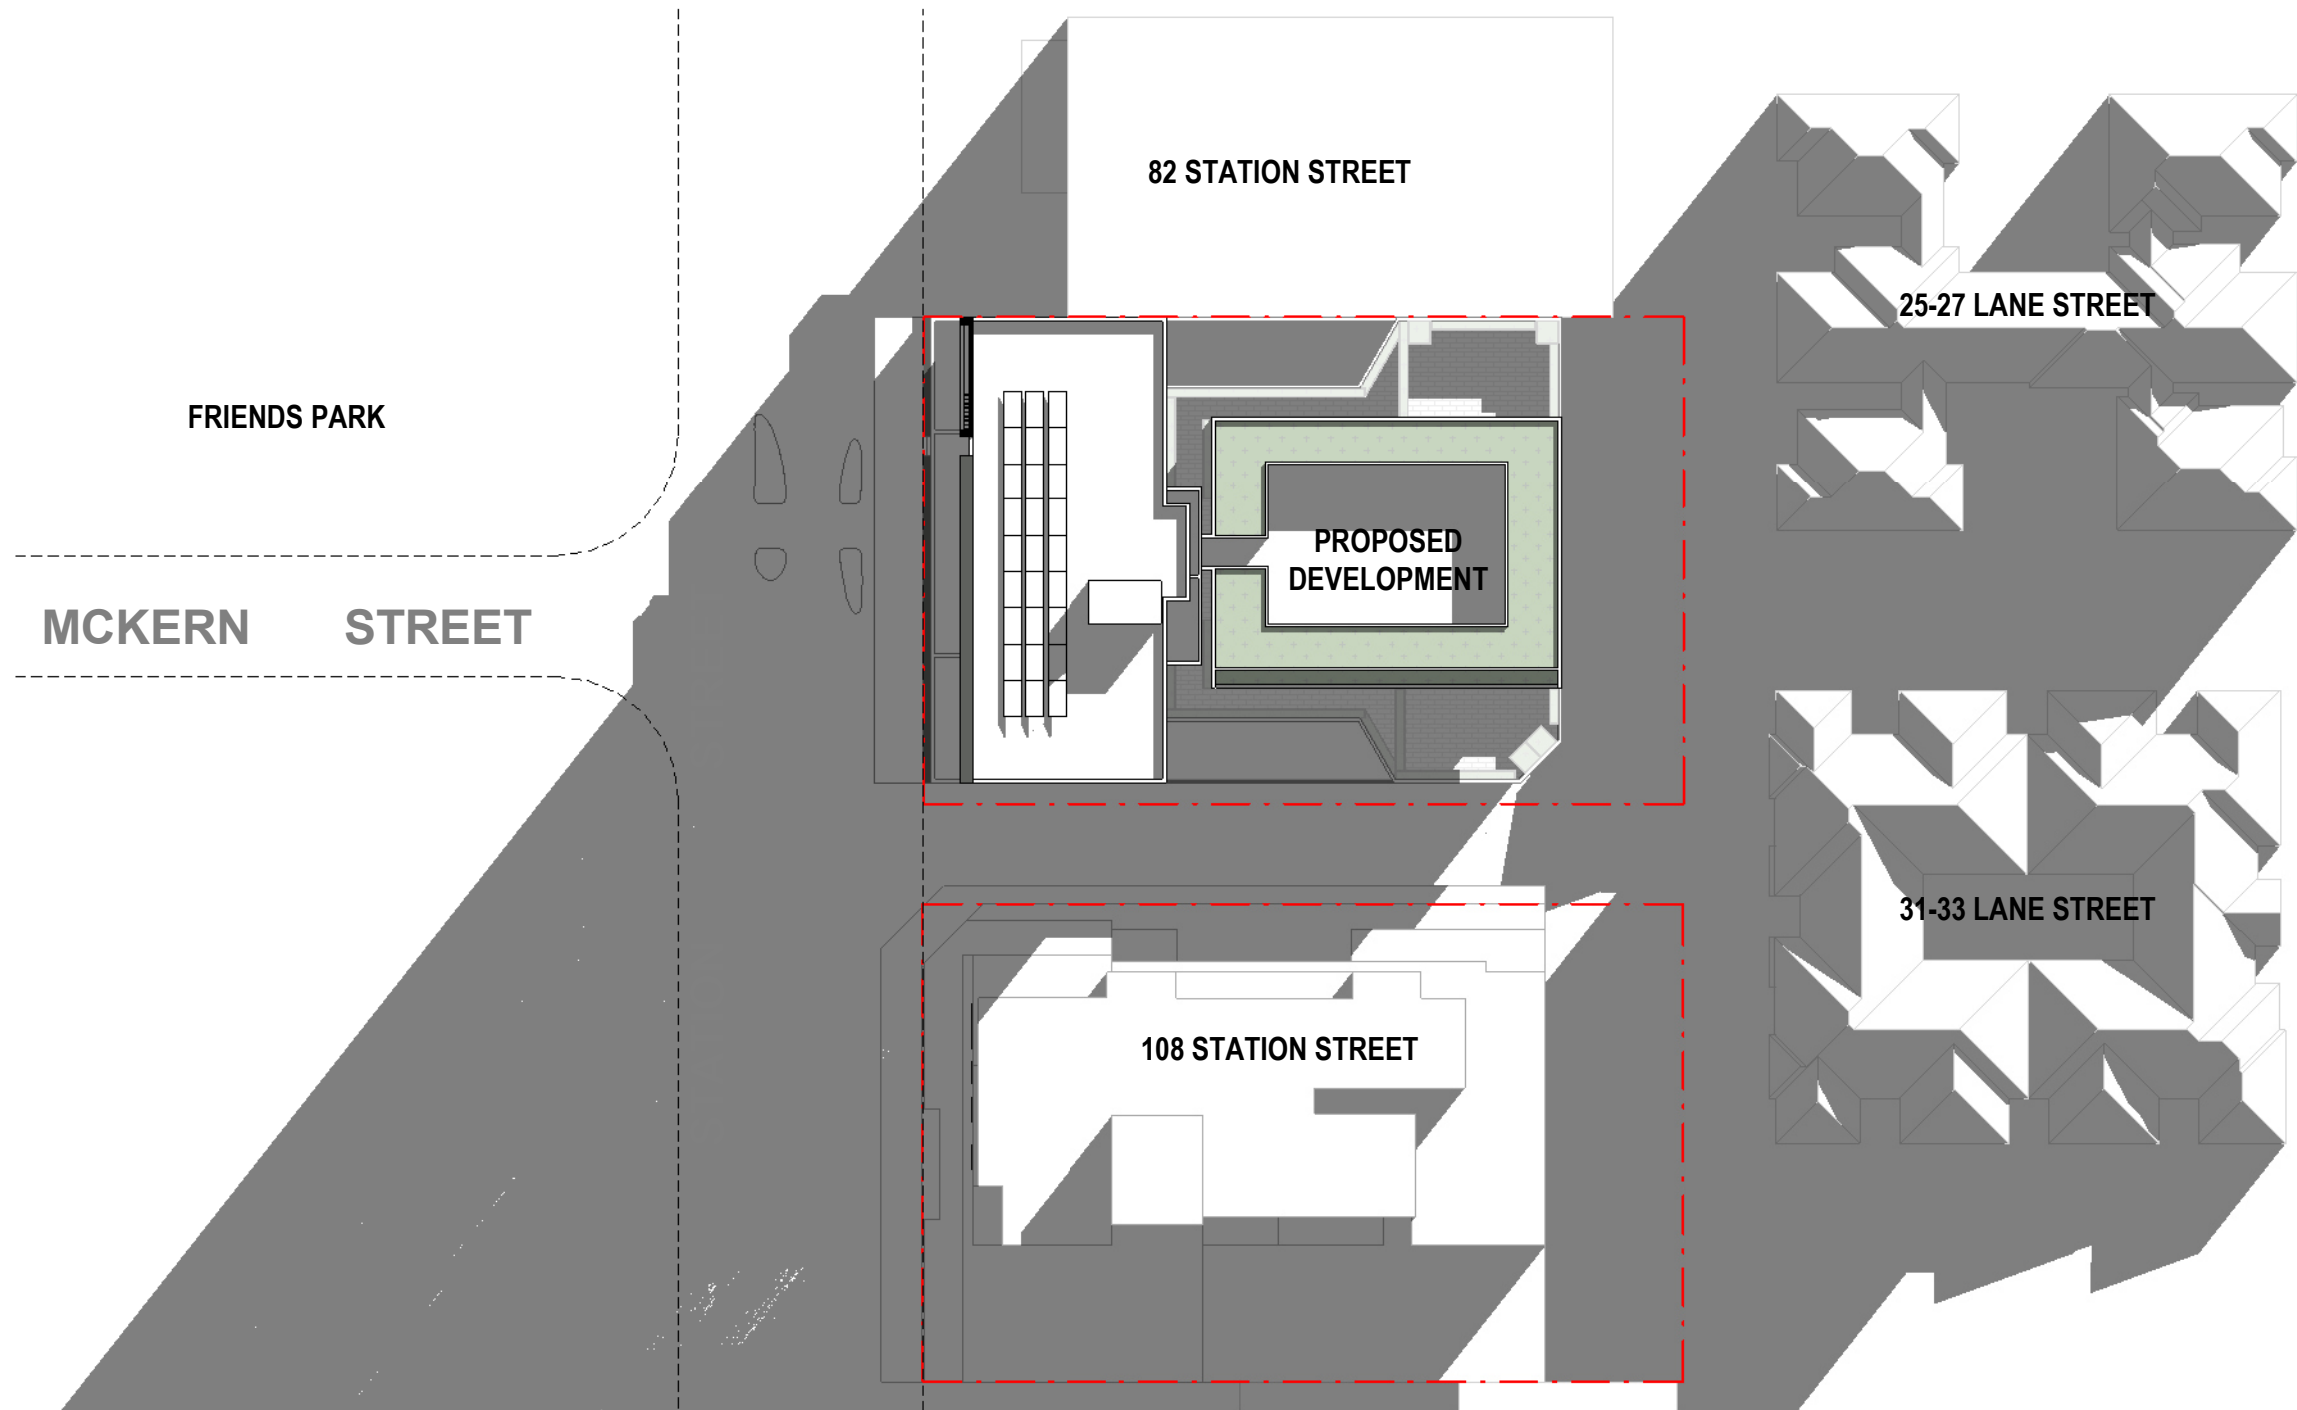 82 STATION STREET
25-27 LANE STREET
FRIENDS PARK
PROPOSED
DEVELOPMENT
MCKERN STREET
31-33 LANE STREET
108 STATION STREET